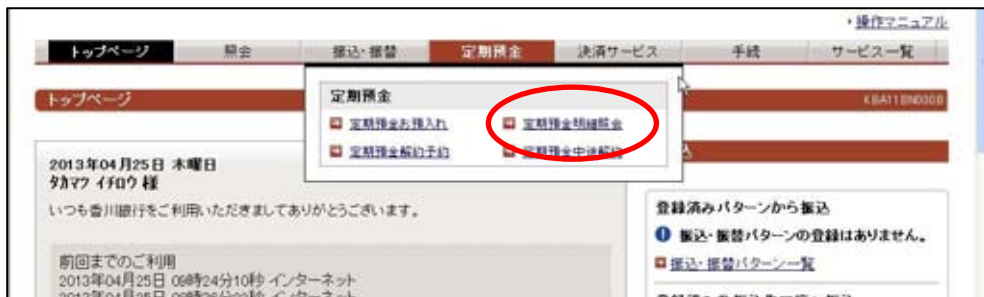 操作マニュアル
トップページ 照会 振込・振替 定期預金 決済サービス 手続 サービス一覧
トップページ
KBA11BN000B
定期預金
定期預金お預入れ 定期預金明細照会
定期預金解約予約 定期預金中途解約
2013年04月25日 木曜日
タカマツ イチロウ 様
いつも香川銀行をご利用いただきましてありがとうございます。
登録済みパターンから振込
振込・振替パターンの登録はありません。
振込・振替パターン一覧
前回までのご利用
2013年04月25日 09時24分10秒 インターネット